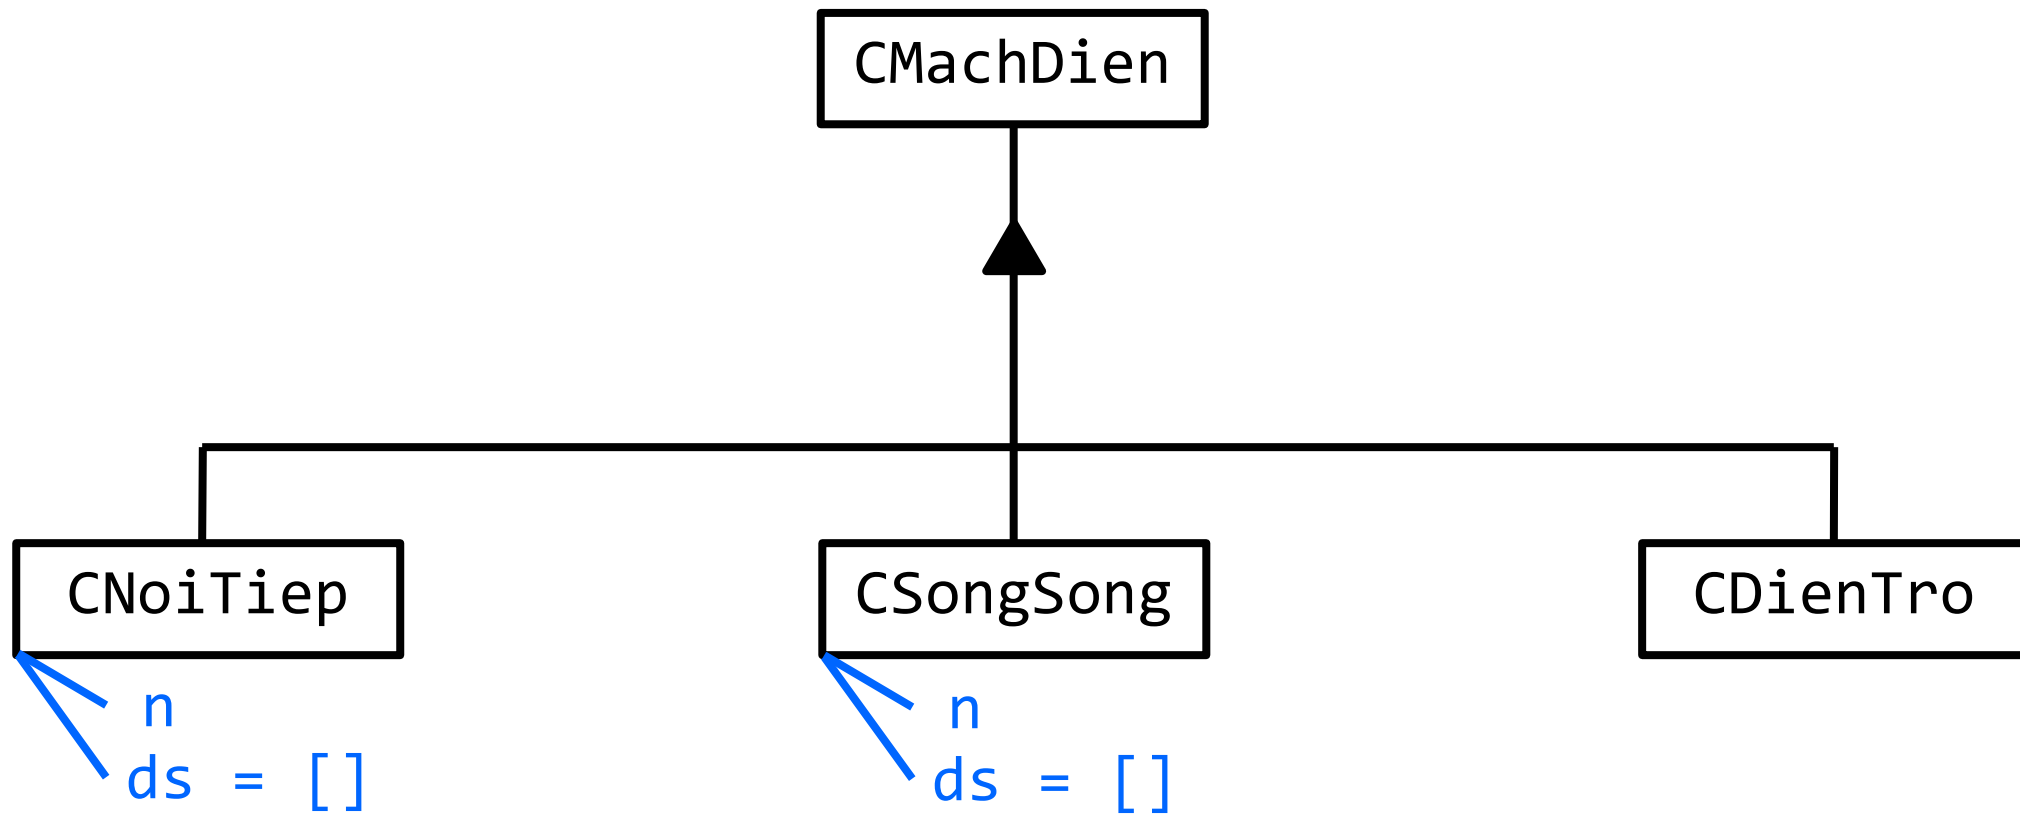 CMachDien
CNoiTiep
CSongSong
CDienTro
n
ds = []
n
ds = []